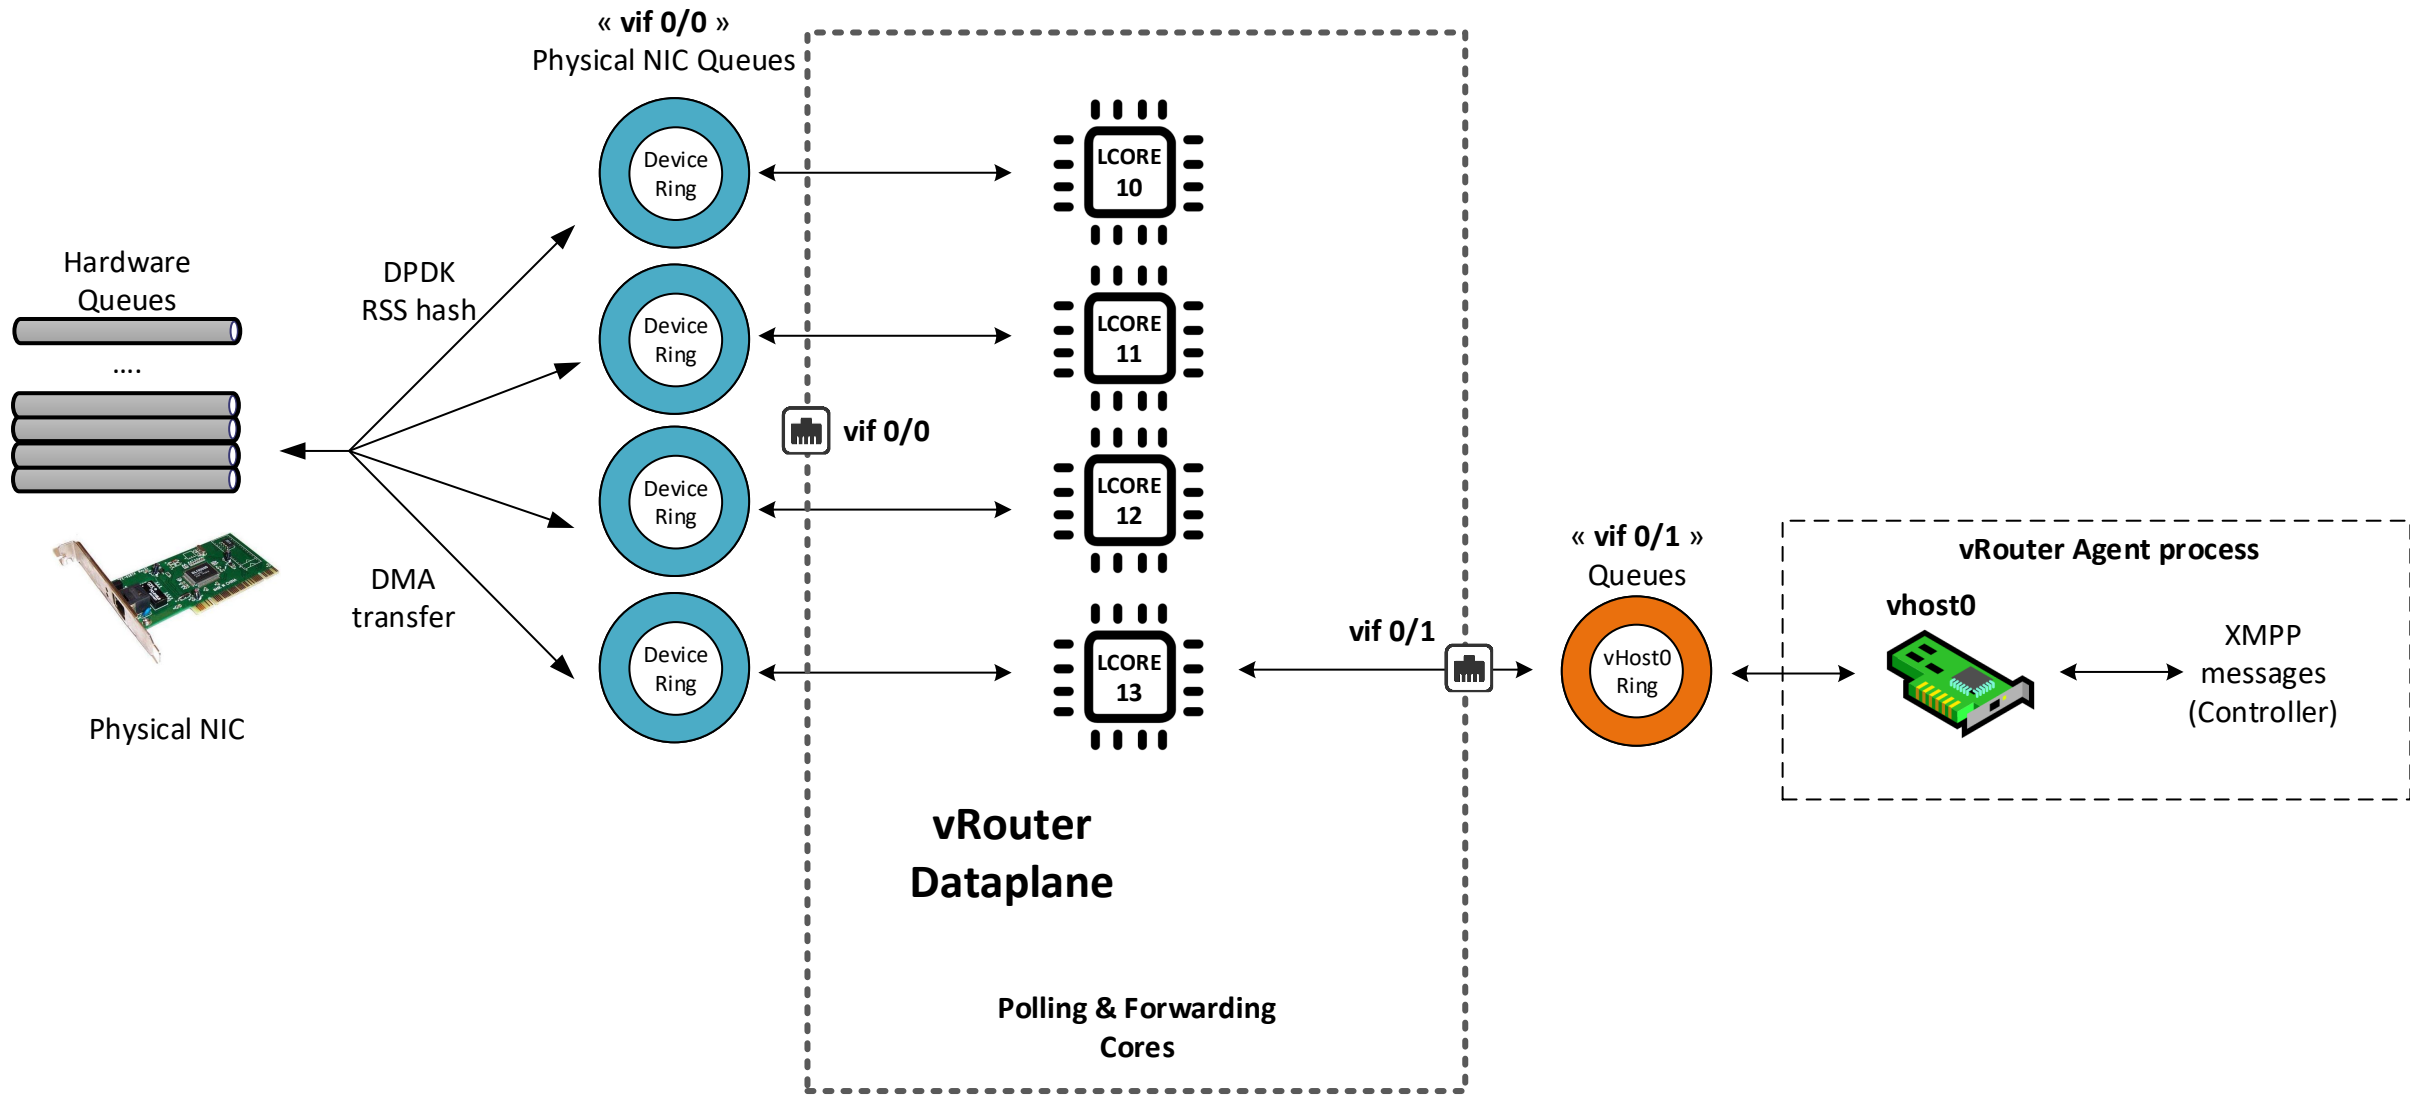 « vif 0/0 »
Physical NIC Queues
Hardware
Queues
....
DPDK
RSS hash
DMA
transfer
Physical NIC
Device
Ring
Device
Ring
Device
Ring
Device
Ring
vif 0/0
LCORE
10
LCORE
11
LCORE
12
LCORE
13
vRouter
Dataplane
Polling & Forwarding
Cores
vif 0/1
« vif 0/1 »
Queues
vHost0
Ring
vRouter Agent process
vhost0
XMPP
messages
(Controller)